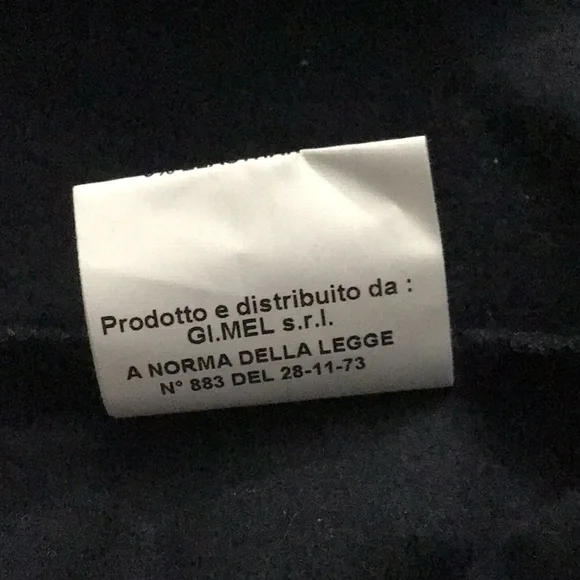 Prodotto e distribuito da :
GI.MEL s.r.l.
A NORMA DELLA LEGGE
N° 883 DEL 28-11-73